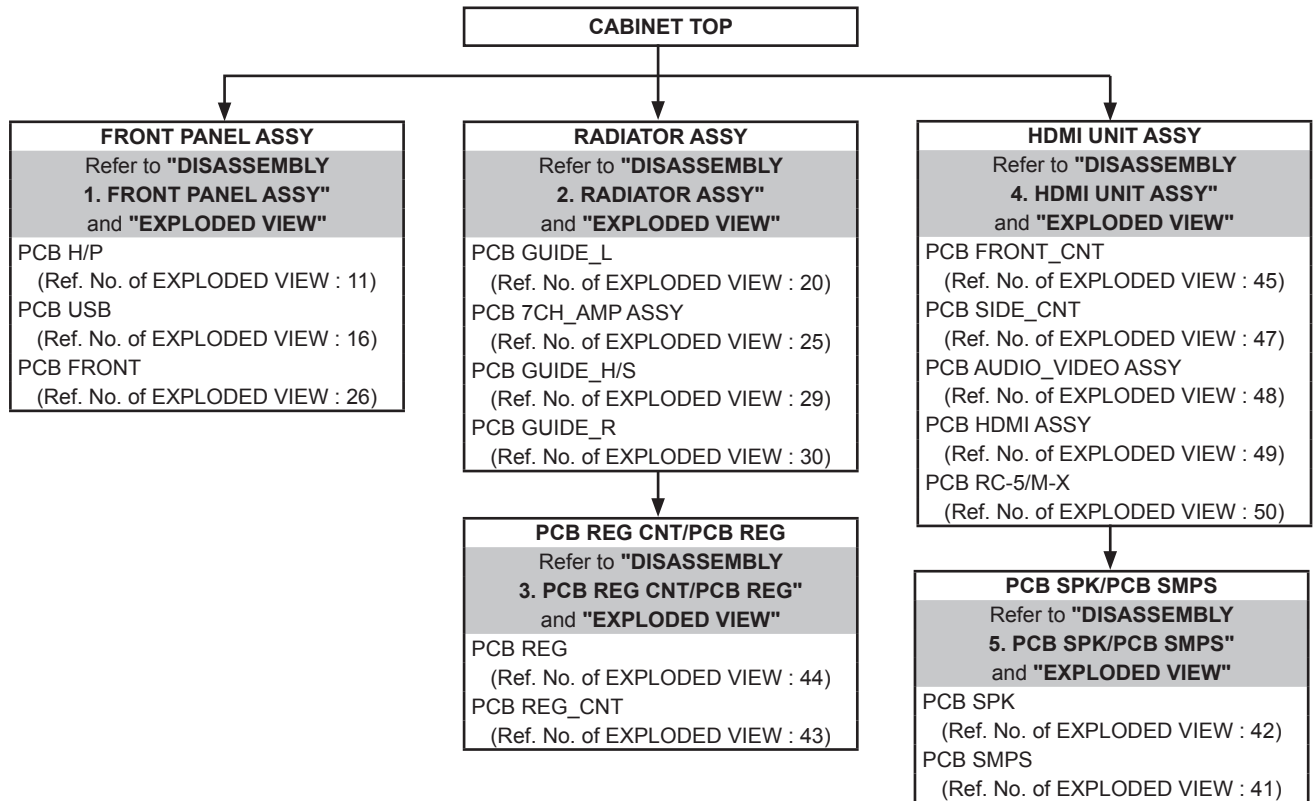 CABINET TOP
FRONT PANEL ASSY
Refer to "DISASSEMBLY
1. FRONT PANEL ASSY"
and "EXPLODED VIEW"
PCB H/P
(Ref. No. of EXPLODED VIEW : 11)
PCB USB
(Ref. No. of EXPLODED VIEW : 16)
PCB FRONT
(Ref. No. of EXPLODED VIEW : 26)
RADIATOR ASSY
Refer to "DISASSEMBLY
2. RADIATOR ASSY"
and "EXPLODED VIEW"
PCB GUIDE_L
(Ref. No. of EXPLODED VIEW : 20)
PCB 7CH_AMP ASSY
(Ref. No. of EXPLODED VIEW : 25)
PCB GUIDE_H/S
(Ref. No. of EXPLODED VIEW : 29)
PCB GUIDE_R
(Ref. No. of EXPLODED VIEW : 30)
PCB REG CNT/PCB REG
Refer to "DISASSEMBLY
3. PCB REG CNT/PCB REG"
and "EXPLODED VIEW"
PCB REG
(Ref. No. of EXPLODED VIEW : 44)
PCB REG_CNT
(Ref. No. of EXPLODED VIEW : 43)
HDMI UNIT ASSY
Refer to "DISASSEMBLY
4. HDMI UNIT ASSY"
and "EXPLODED VIEW"
PCB FRONT_CNT
(Ref. No. of EXPLODED VIEW : 45)
PCB SIDE_CNT
(Ref. No. of EXPLODED VIEW : 47)
PCB AUDIO_VIDEO ASSY
(Ref. No. of EXPLODED VIEW : 48)
PCB HDMI ASSY
(Ref. No. of EXPLODED VIEW : 49)
PCB RC-5/M-X
(Ref. No. of EXPLODED VIEW : 50)
PCB SPK/PCB SMPS
Refer to "DISASSEMBLY
5. PCB SPK/PCB SMPS"
and "EXPLODED VIEW"
PCB SPK
(Ref. No. of EXPLODED VIEW : 42)
PCB SMPS
(Ref. No. of EXPLODED VIEW : 41)